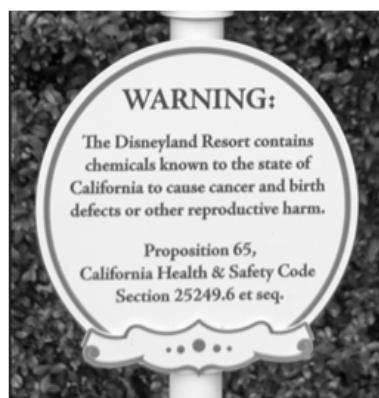 WARNING:
The Disneyland Resort contains
chemicals known to the state of
California to cause cancer and birth
defects or other reproductive harm.
Proposition 65,
California Health & Safety Code
Section 25249.6 et seq.